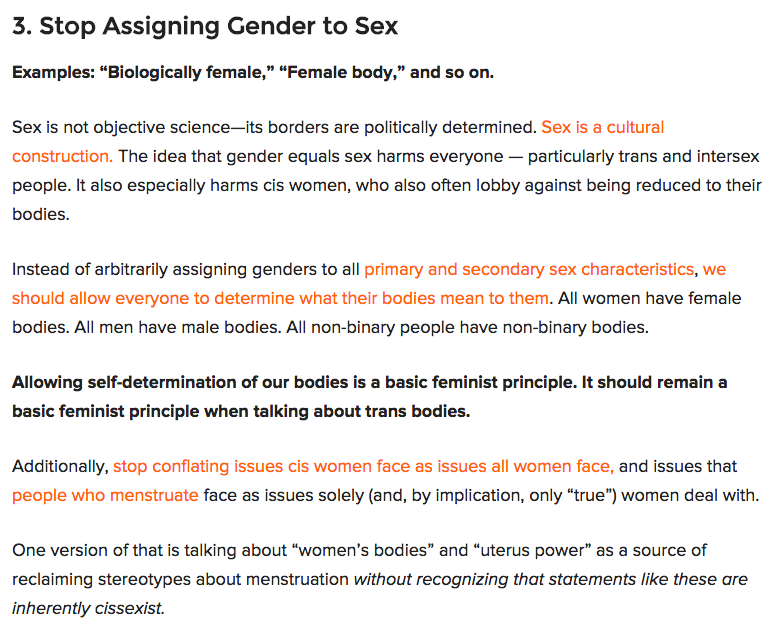 3. Stop Assigning Gender to Sex
Examples: “Biologically female,” “Female body,” and so on.
Sex is not objective science—its borders are politically determined. Sex is a cultural
construction. The idea that gender equals sex harms everyone — particularly trans and intersex
people. It also especially harms cis women, who also often lobby against being reduced to their
bodies.
Instead of arbitrarily assigning genders to all primary and secondary sex characteristics, we
should allow everyone to determine what their bodies mean to them. All women have female
bodies. All men have male bodies. All non-binary people have non-binary bodies.
Allowing self-determination of our bodies is a basic feminist principle. It should remain a
basic feminist principle when talking about trans bodies.
Additionally, stop conflating issues cis women face as issues all women face, and issues that
people who menstruate face as issues solely (and, by implication, only “true”) women deal with.
One version of that is talking about “women’s bodies” and “uterus power” as a source of
reclaiming stereotypes about menstruation without recognizing that statements like these are
inherently cissexist.